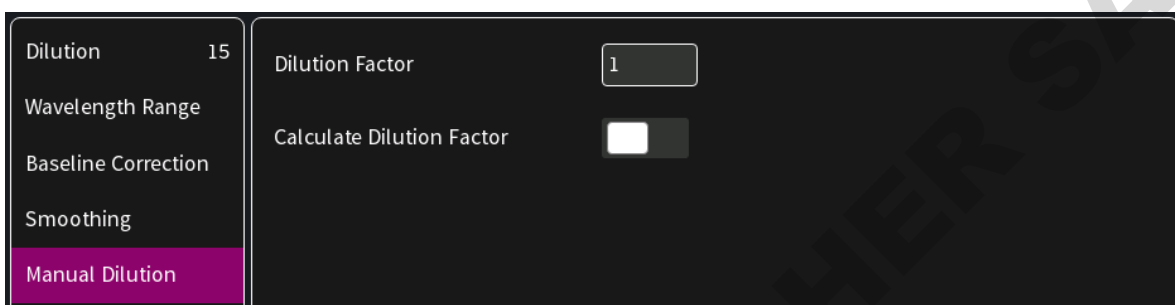 Dilution 15
Wavelength Range
Baseline Correction
Smoothing
Manual Dilution
Dilution Factor 1
Calculate Dilution Factor